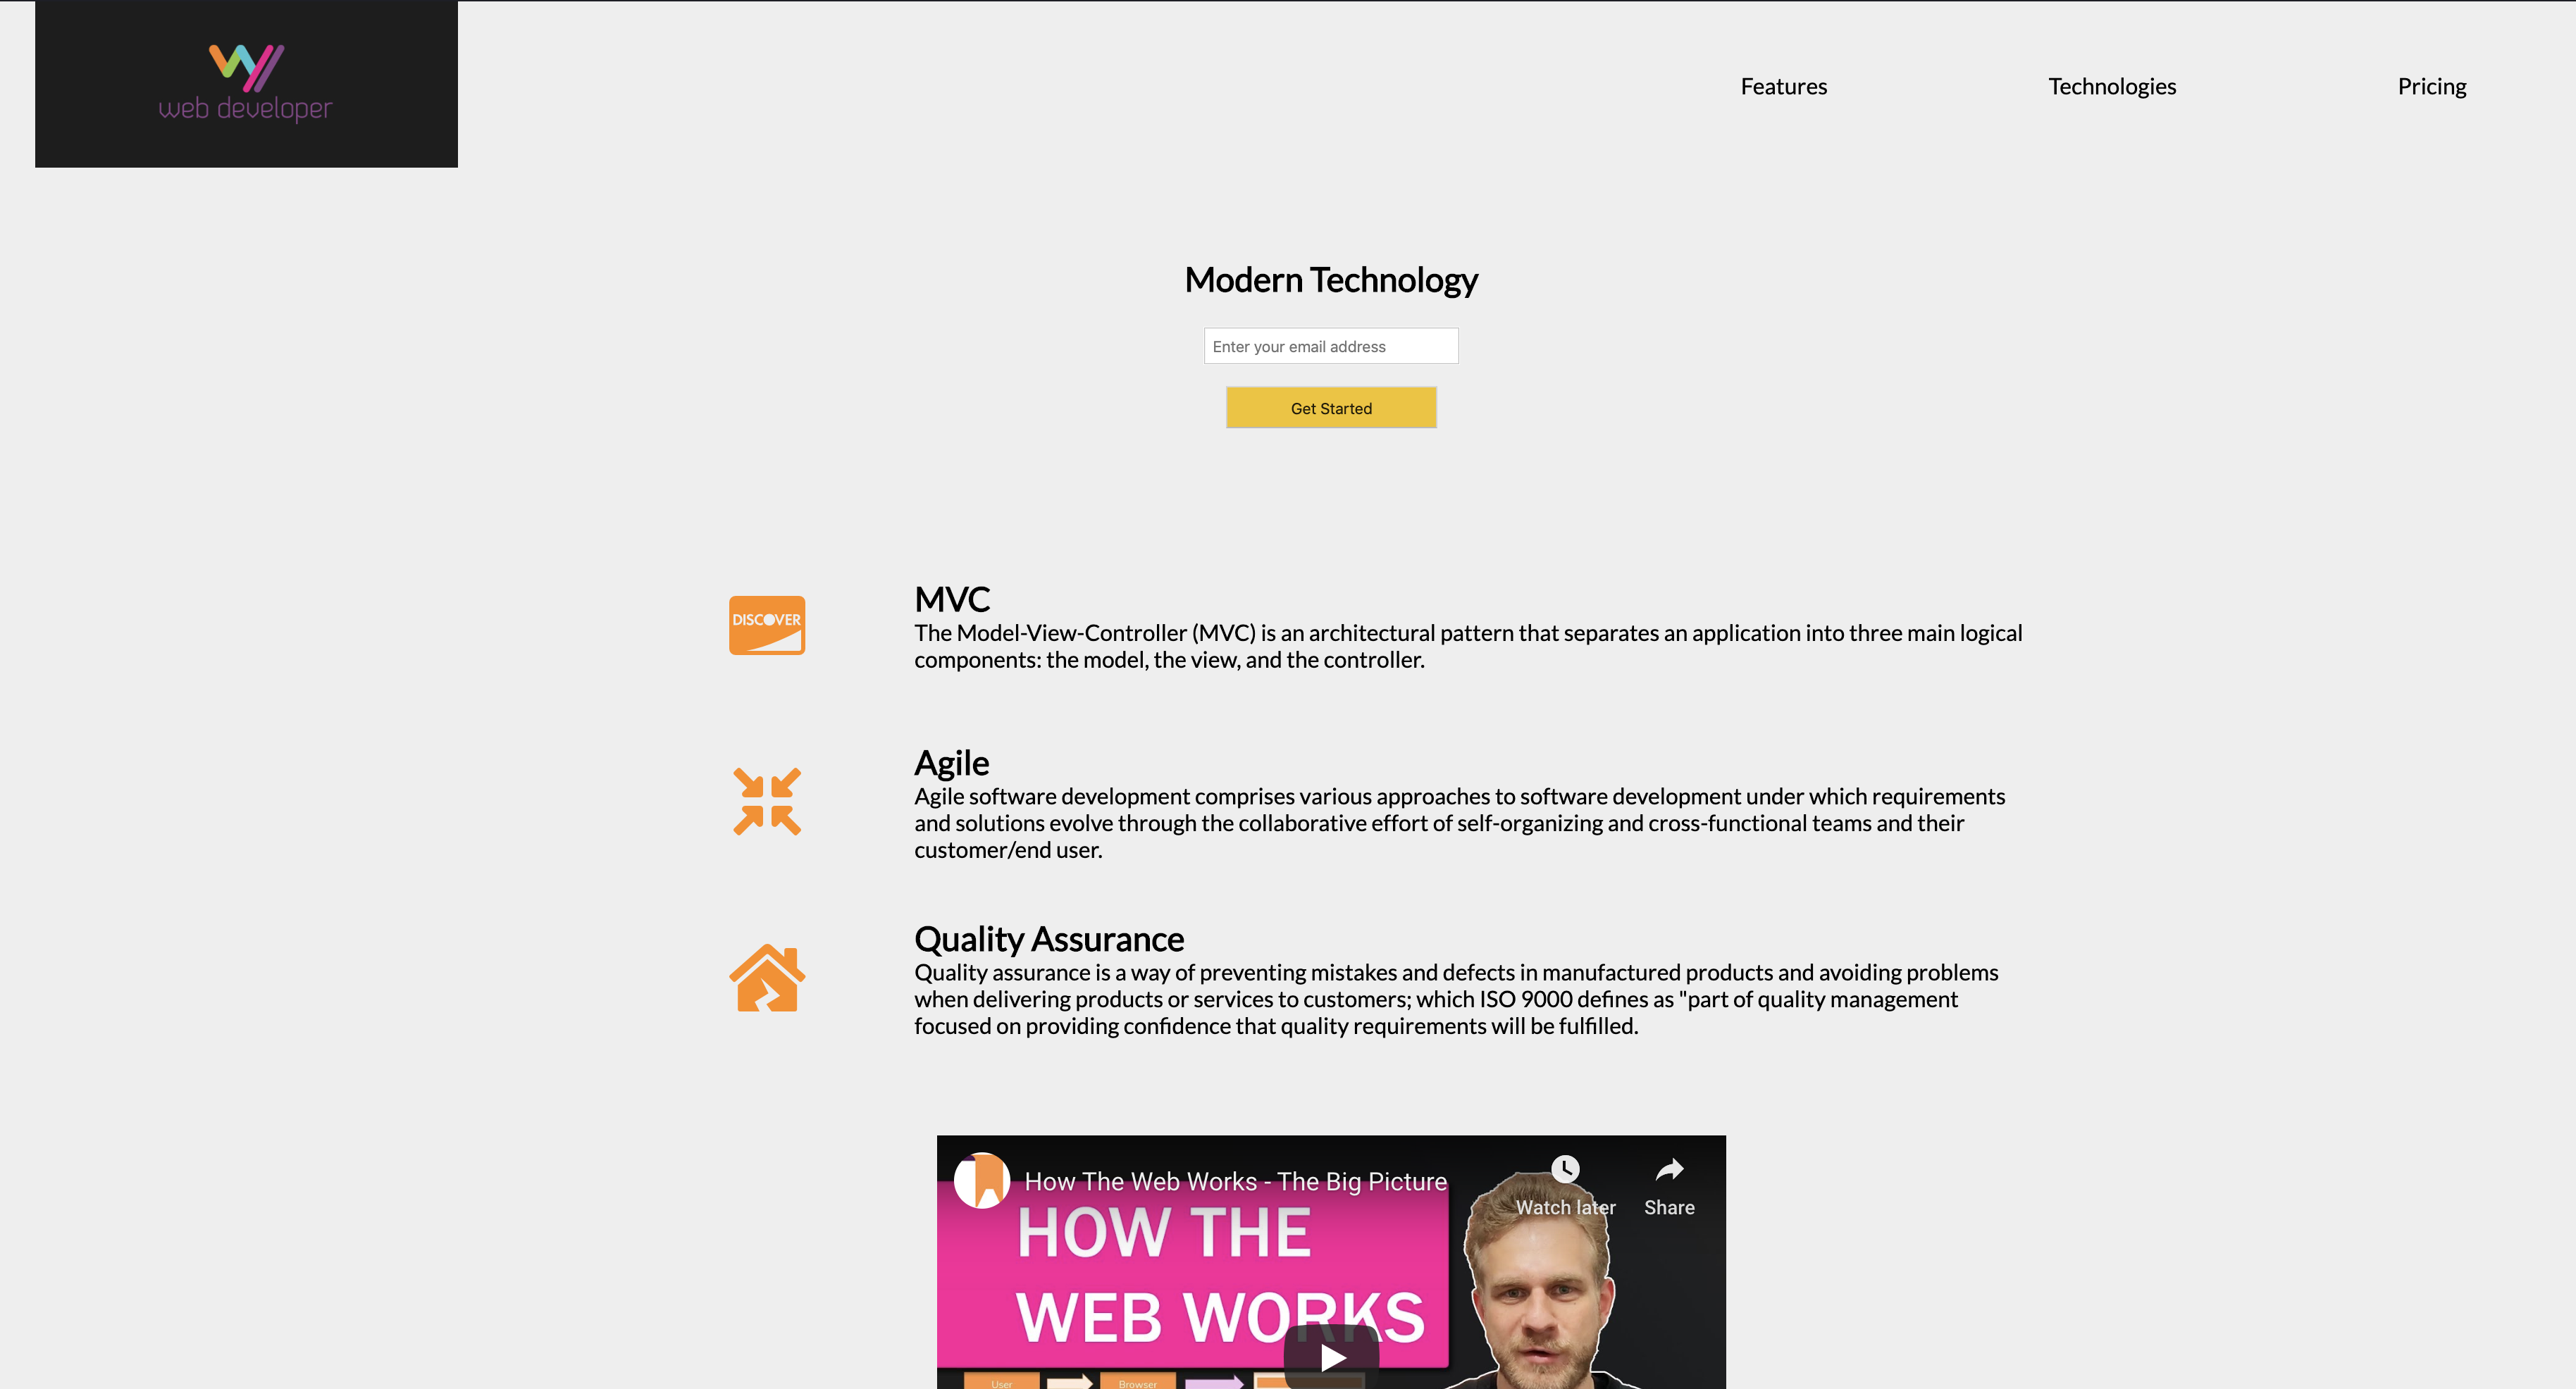 web developer
Features
Technologies
Pricing
Modern Technology
Enter your email address
Get Started
DISCOVER
MVC
The Model-View-Controller (MVC) is an architectural pattern that separates an application into three main logical
components: the model, the view, and the controller.
Agile
Agile software development comprises various approaches to software development under which requirements
and solutions evolve through the collaborative effort of self-organizing and cross-functional teams and their
customer/end user.
Quality Assurance
Quality assurance is a way of preventing mistakes and defects in manufactured products and avoiding problems
when delivering products or services to customers; which ISO 9000 defines as "part of quality management
focused on providing confidence that quality requirements will be fulfilled.
How The Web Works - The Big Picture
Watch later
Share
HOW THE
WEB WORKS
User
Browser